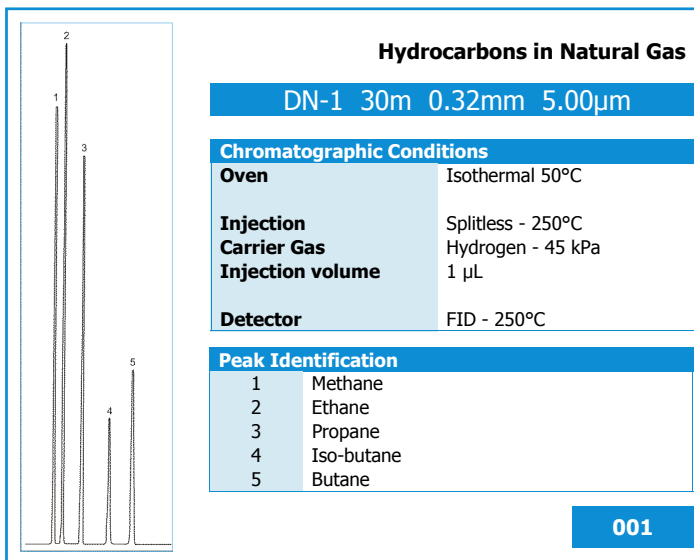 2
1
3
5
4
Hydrocarbons in Natural Gas
DN-1 30m 0.32mm 5.00µm
Chromatographic Conditions
Oven Isothermal 50°C
Injection Splitless - 250°C
Carrier Gas Hydrogen - 45 kPa
Injection volume 1 µL
Detector FID - 250°C
Peak Identification
1 Methane
2 Ethane
3 Propane
4 Iso-butane
5 Butane
001